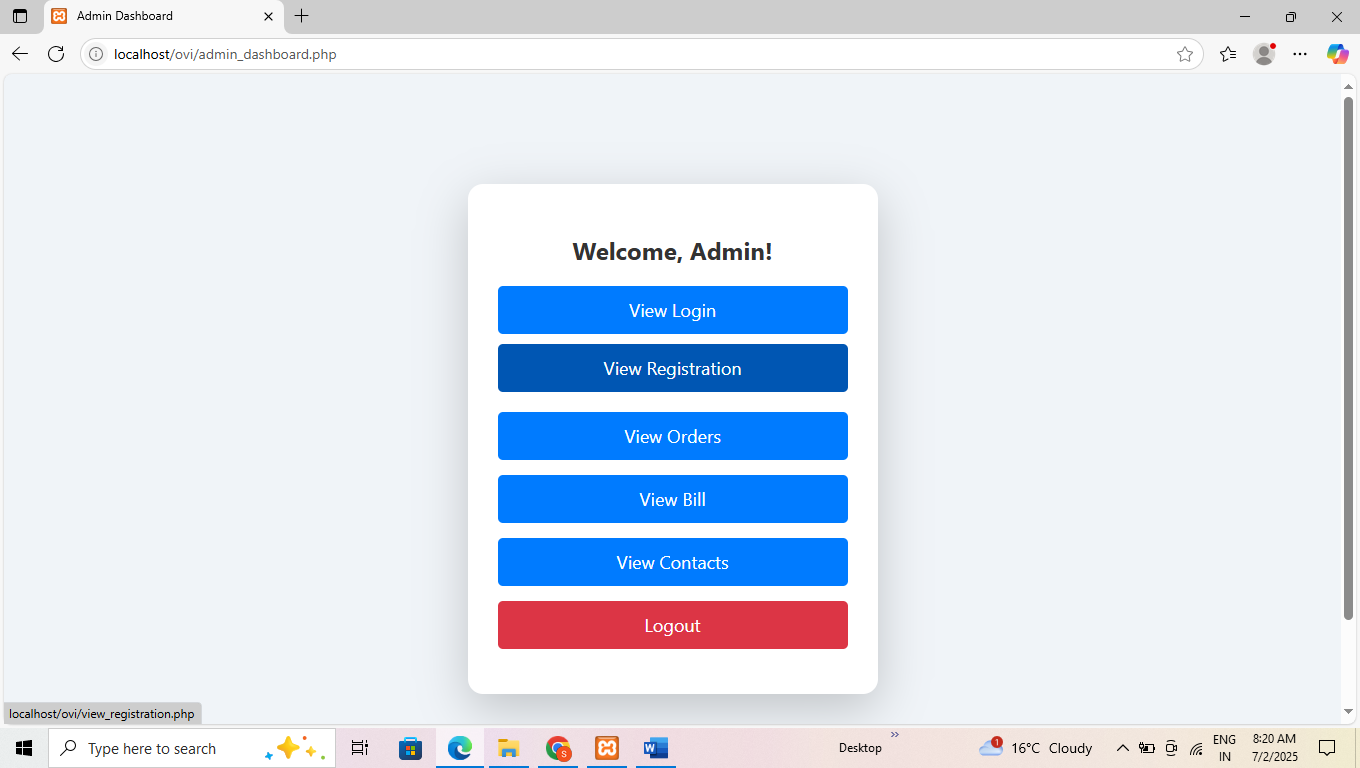 Admin Dashboard
localhost/ovi/admin_dashboard.php
Welcome, Admin!
View Login
View Registration
View Orders
View Bill
View Contacts
Logout
localhost/ovi/view_registration.php
Type here to search
S
W
Desktop
1
16°C Cloudy
ENG
IN
8:20 AM
7/2/2025